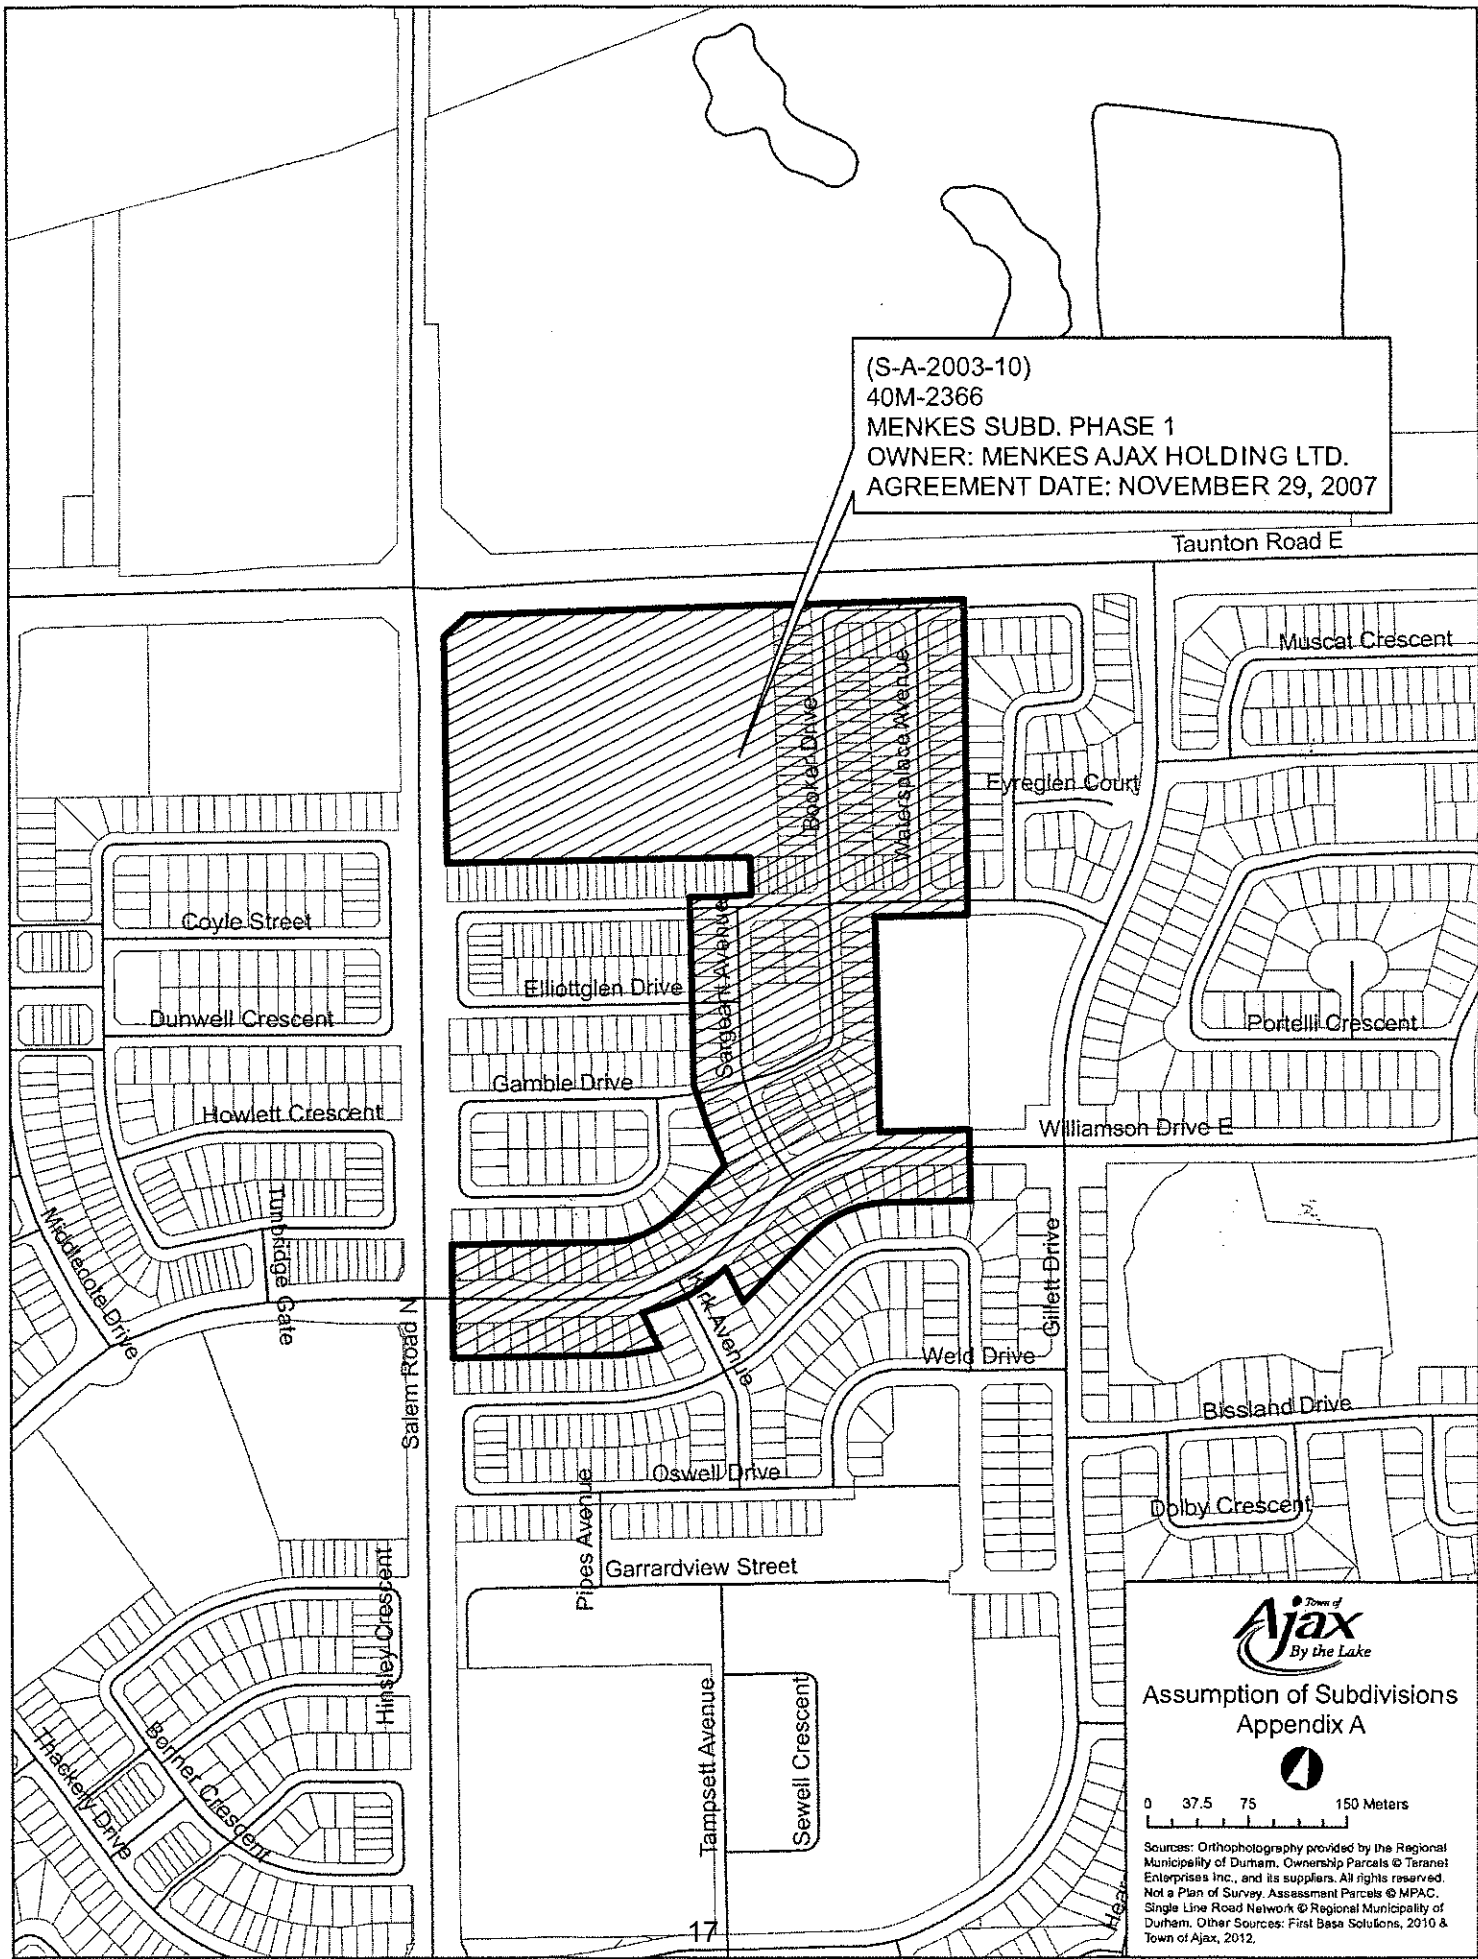 (S-A-2003-10)
40M-2366
MENKES SUBD. PHASE 1
OWNER: MENKES AJAX HOLDING LTD.
AGREEMENT DATE: NOVEMBER 29, 2007
Taunton Road E
Muscat Crescent
Booker Drive
Watersplace Avenue
Eyreglen Court
Coyle Street
Sargeant Avenue
Elliottglen Drive
Dunwell Crescent
Portelli Crescent
Gamble Drive
Howlett Crescent
Williamson Drive E
Middlecote Drive
Tunbridge Gate
Salem Road N
Kirk Avenue
Gillett Drive
Weld Drive
Bissland Drive
Oswell Drive
Pipes Avenue
Dolby Crescent
Garrardview Street
Hinsley Crescent
Bonner Crescent
Thackery Drive
Tampsett Avenue
Sewell Crescent
17
Town of
Ajax
By the Lake
Assumption of Subdivisions
Appendix A
0 37.5 75 150 Meters
Sources: Orthophotography provided by the Regional
Municipality of Durham. Ownership Parcels © Teranet
Enterprises Inc., and its suppliers. All rights reserved.
Not a Plan of Survey. Assessment Parcels © MPAC.
Single Line Road Network © Regional Municipality of
Durham. Other Sources: First Base Solutions, 2010 &
Town of Ajax, 2012.